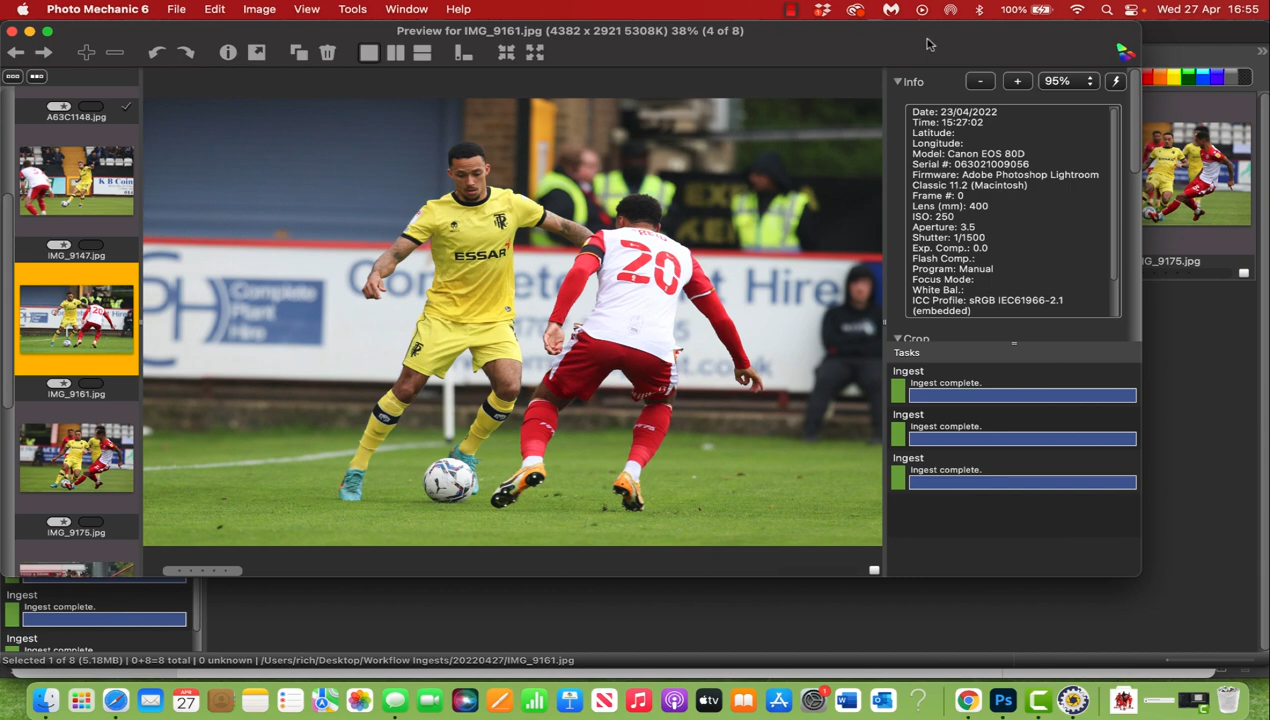 Photo Mechanic 6 File Edit Image View Tools Window Help 100% Wed 27 Apr 16:55
Preview for IMG_9161.jpg (4382 x 2921 5308K) 38% (4 of 8)
A63C1148.jpg
IMG_9147.jpg
IMG_9161.jpg
IMG_9175.jpg
ESSAR
20
Complete
Plant
Hire
Hire
Info
- + 95%
Date: 23/04/2022
Time: 15:27:02
Latitude:
Longitude:
Model: Canon EOS 80D
Serial #: 063021009056
Firmware: Adobe Photoshop Lightroom
Classic 11.2 (Macintosh)
Frame #: 0
Lens (mm): 400
ISO: 250
Aperture: 3.5
Shutter: 1/1500
Exp. Comp.: 0.0
Flash Comp.:
Program: Manual
Focus Mode:
White Bal.:
ICC Profile: sRGB IEC61966-2.1
(embedded)
Crop
Tasks
Ingest
Ingest complete.
Ingest
Ingest complete.
Ingest
Ingest complete.
G_9175.jpg
Ingest
Ingest complete.
Ingest
Selected 1 of 8 (5.18MB) | 0+8=8 total | 0 unknown | /Users/rich/Desktop/Workflow Ingests/20220427/IMG_9161.jpg
APR
27
tv
1
Ps